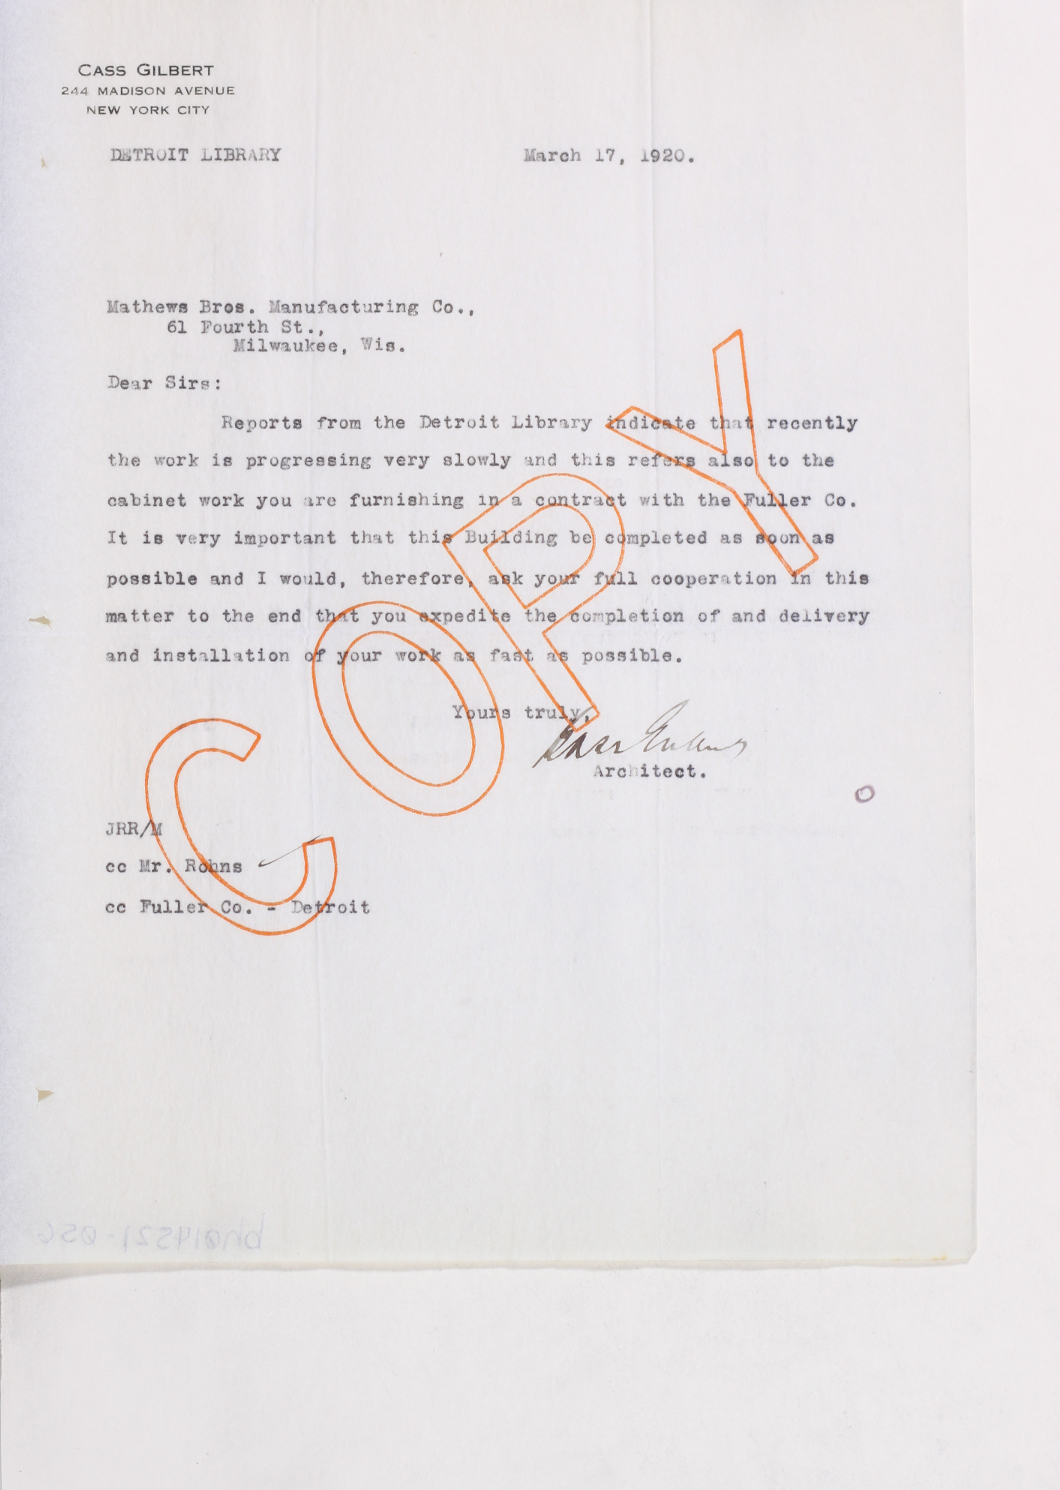 CASS GILBERT
244 MADISON AVENUE
NEW YORK CITY
DETROIT LIBRARY March 17, 1920.
Mathews Bros. Manufacturing Co.,
61 Fourth St.,
Milwaukee, Wis.
Dear Sirs:
Reports from the Detroit Library indicate that recently
the work is progressing very slowly and this refers also to the
cabinet work you are furnishing in a contract with the Fuller Co.
It is very important that this Building be completed as soon as
possible and I would, therefore, ask your full cooperation in this
matter to the end that you expedite the completion of and delivery
and installation of your work as fast as possible.
Yours truly,
Cass Gilbert
Architect.
JRR/M
cc Mr. Rohns
cc Fuller Co. - Detroit
COPY
bh014521-056